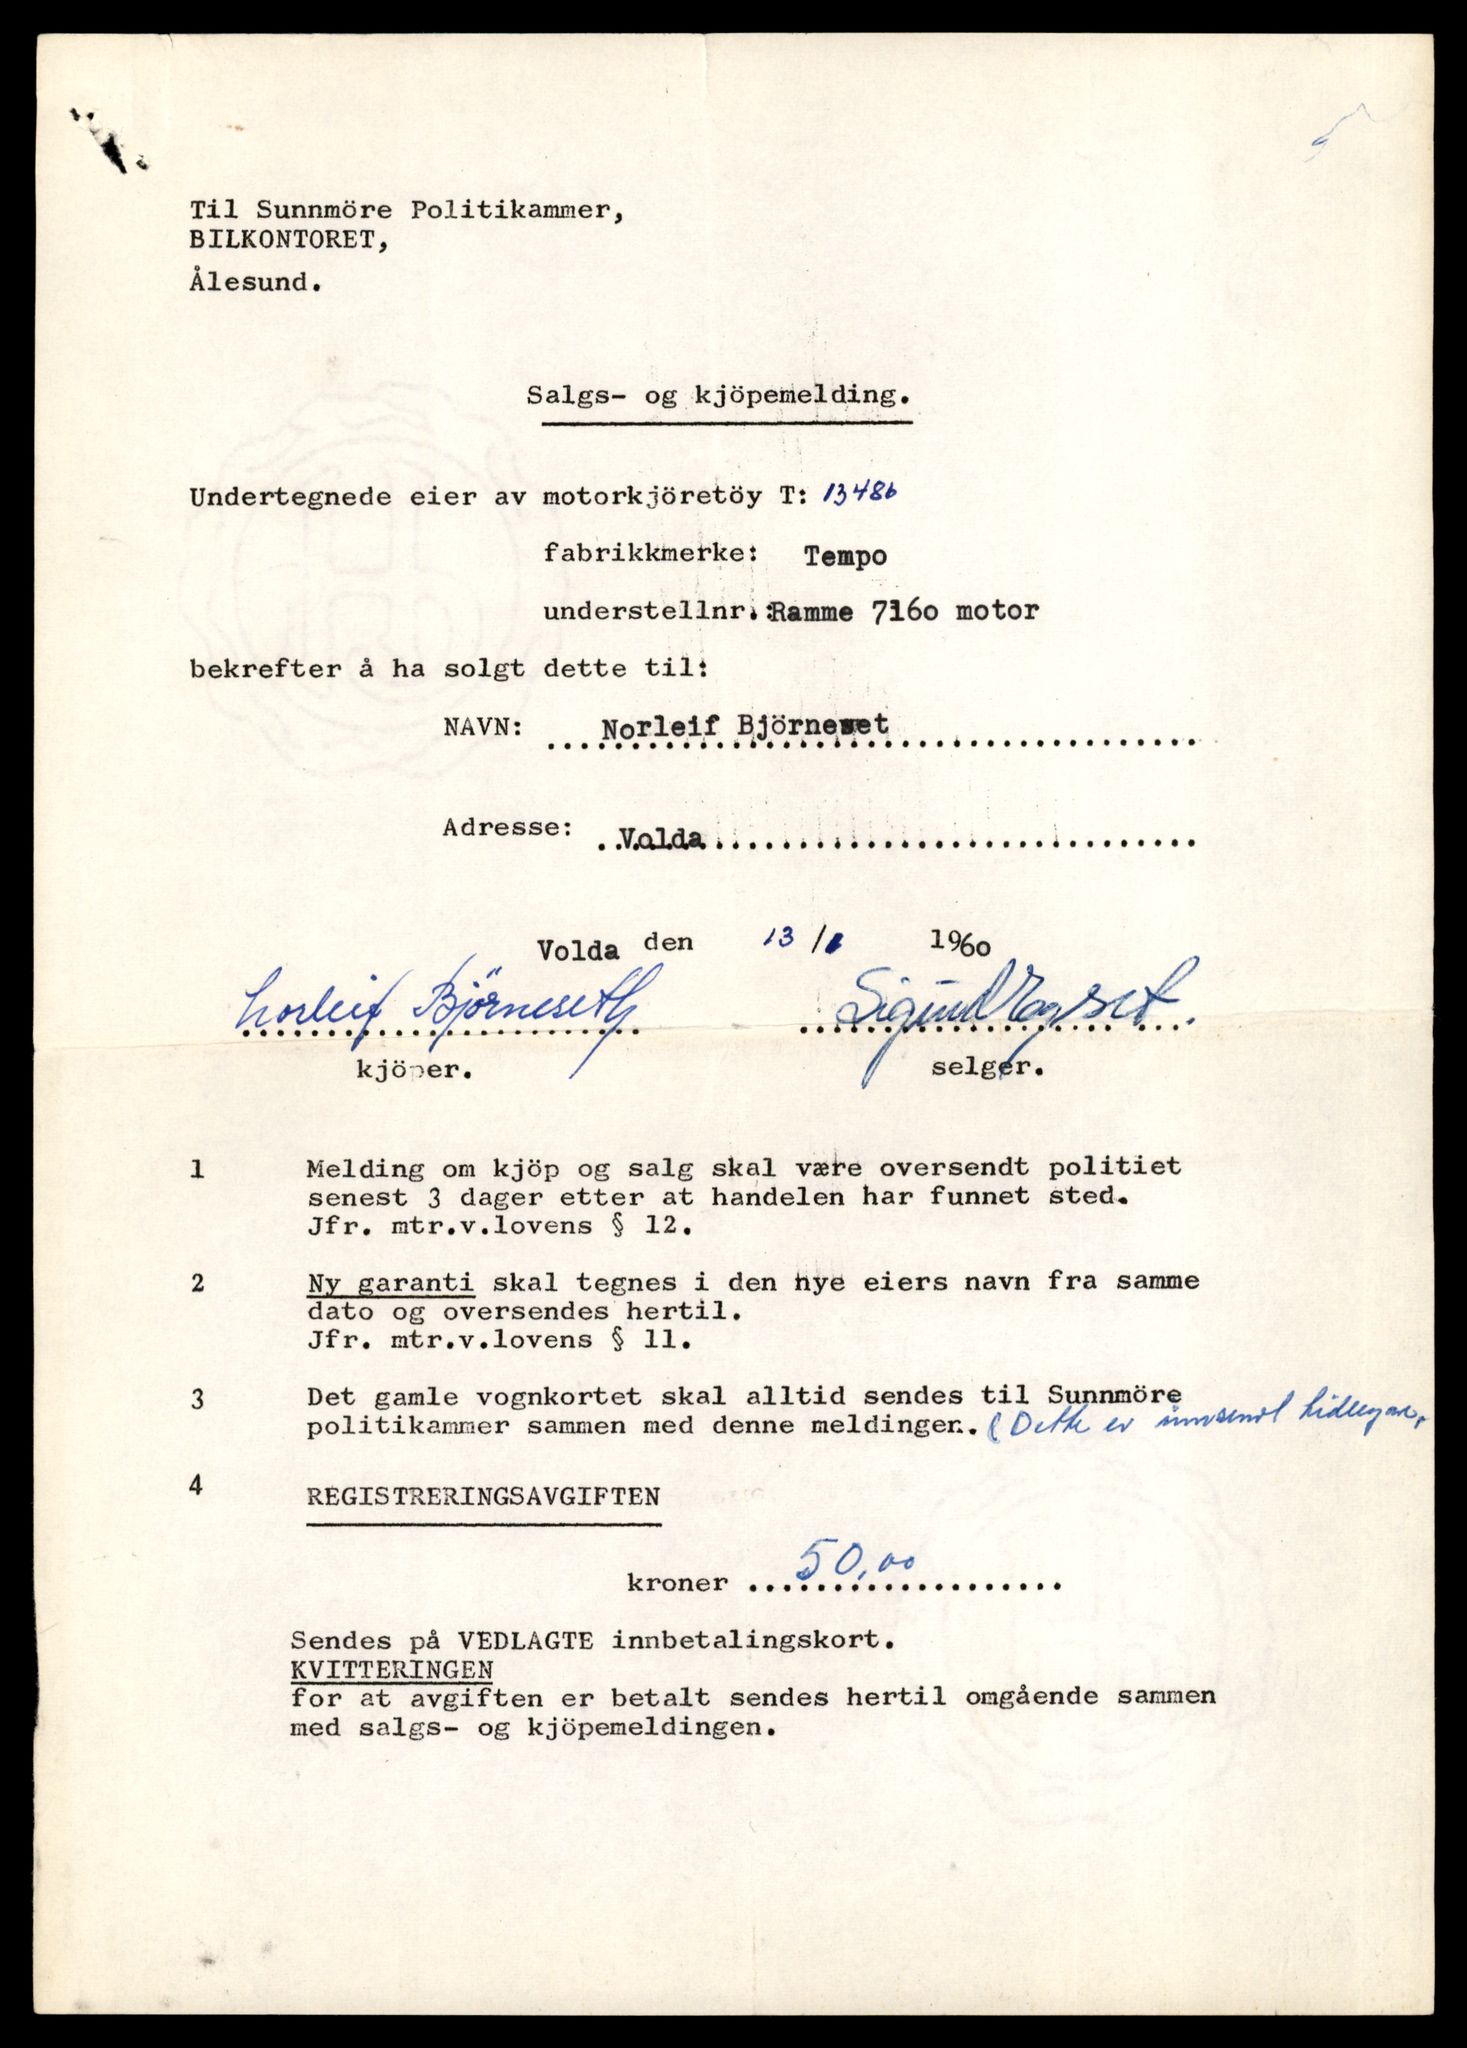 Til Sunnmöre Politikammer,
BILKONTORET,
Ålesund.
Salgs- og kjöpemelding.
Undertegnede eier av motorkjöretöy T: 13486
fabrikkmerke: Tempo
understellnr.: Ramme 7160 motor
bekrefter å ha solgt dette til:
NAVN: Norleif Björneset
Adresse: Volda
Volda den 13/1 1960
Norleif Bjørneseth
kjöper. selger.
1 Melding om kjöp og salg skal være oversendt politiet
senest 3 dager etter at handelen har funnet sted.
Jfr. mtr.v.lovens § 12.
2 Ny garanti skal tegnes i den nye eiers navn fra samme
dato og oversendes hertil.
Jfr. mtr.v.lovens § 11.
3 Det gamle vognkortet skal alltid sendes til Sunnmöre
politikammer sammen med denne meldingen. (Dette er innsendt tidlegare.
4 REGISTRERINGSAVGIFTEN
kroner 50,00
Sendes på VEDLAGTE innbetalingskort.
KVITTERINGEN
for at avgiften er betalt sendes hertil omgående sammen
med salgs- og kjöpemeldingen.